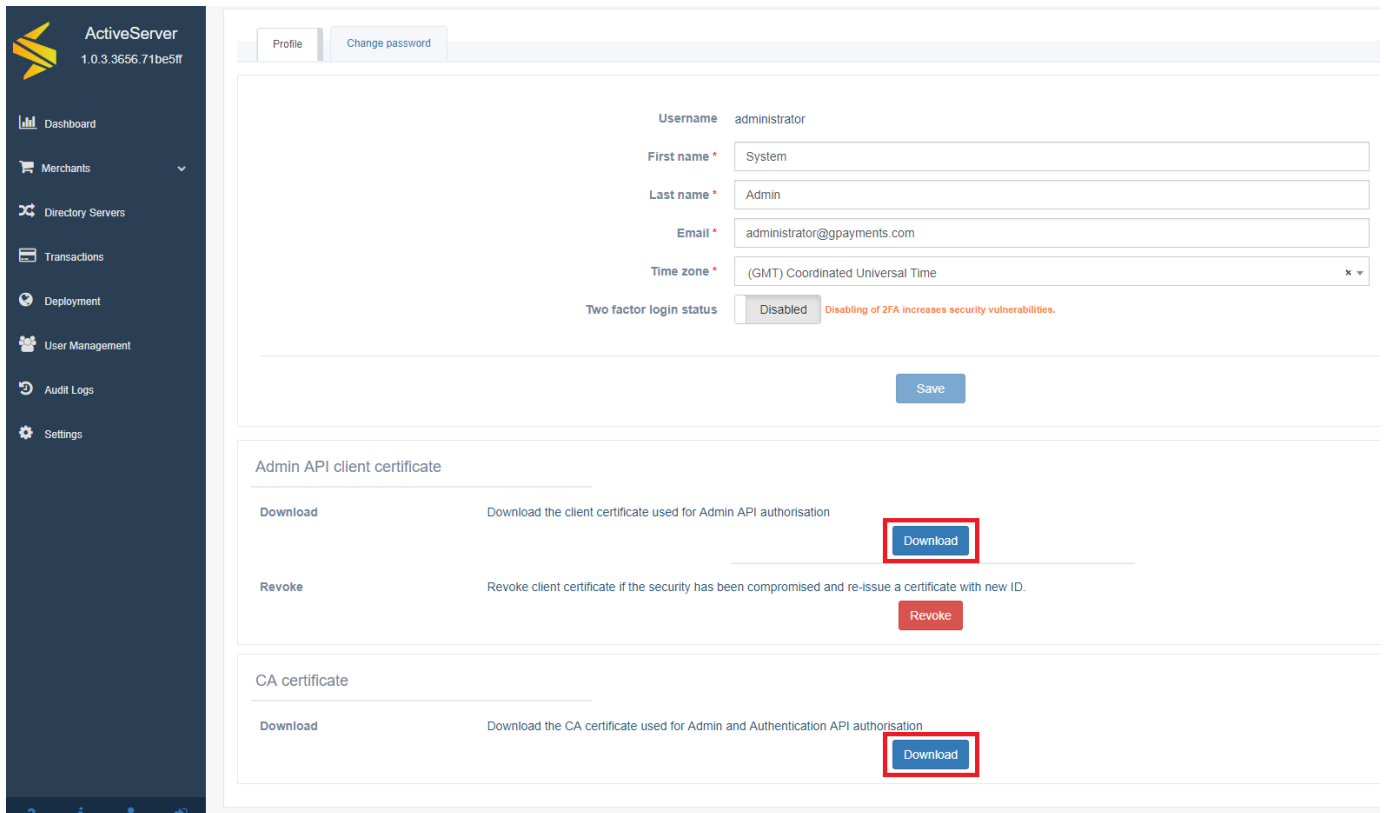 ActiveServer
1.0.3.3656.71be5ff
Dashboard
Merchants
Directory Servers
Transactions
Deployment
User Management
Audit Logs
Settings
Profile
Change password
Username administrator
First name * System
Last name * Admin
Email * administrator@gpayments.com
Time zone * (GMT) Coordinated Universal Time
Two factor login status Disabled Disabling of 2FA increases security vulnerabilities.
Save
Admin API client certificate
Download Download the client certificate used for Admin API authorisation
Download
Revoke Revoke client certificate if the security has been compromised and re-issue a certificate with new ID.
Revoke
CA certificate
Download Download the CA certificate used for Admin and Authentication API authorisation
Download